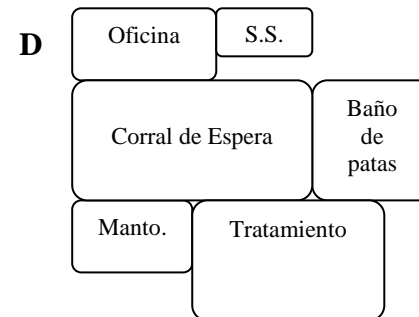 D
Oficina
S.S.
Corral de Espera
Baño
de
patas
Manto.
Tratamiento